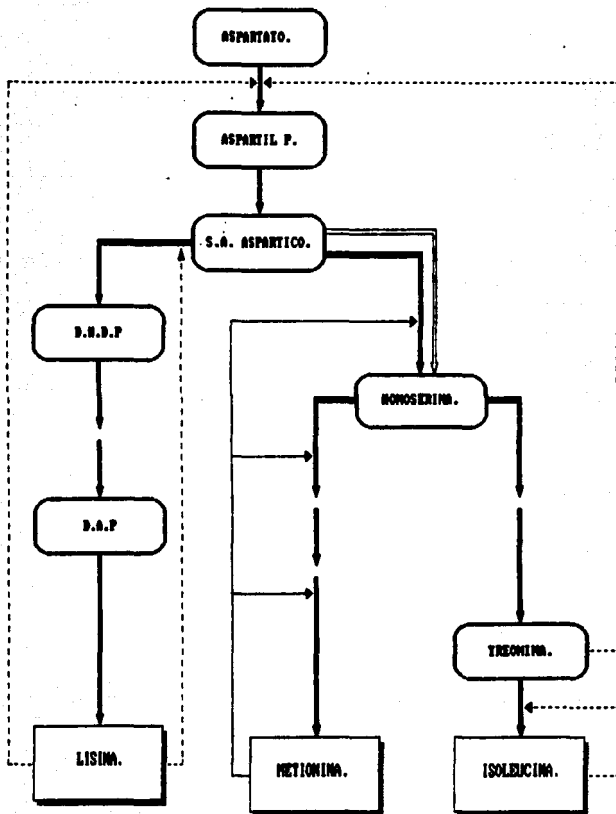 ASPARTATO.
ASPARTIL P.
S.A. ASPARTICO.
D.H.D.P
HOMOSERINA.
D.A.P
TREONINA.
LISINA.
METIONINA.
ISOLEUCINA.